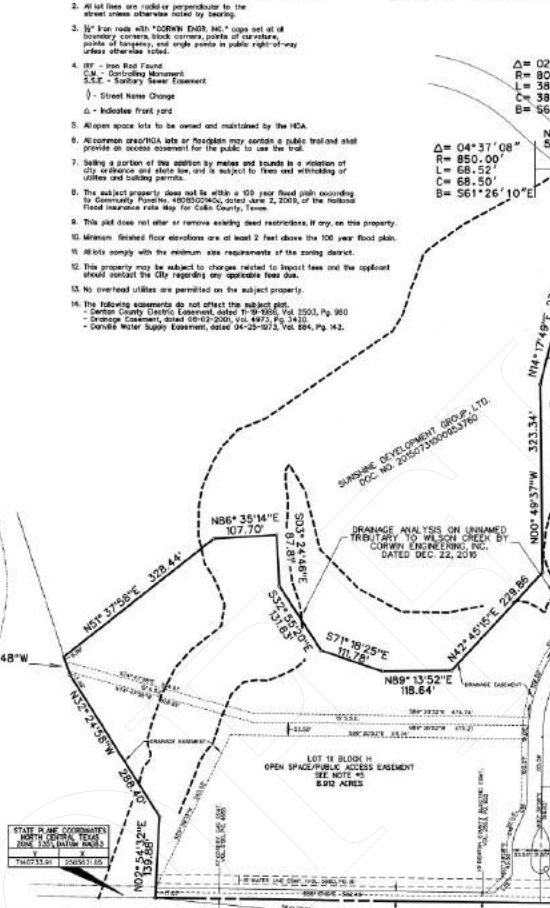 2. All lot lines are radial or perpendicular to the
street unless otherwise noted by bearing.
3. ½" iron rods with "CORWIN ENGR. INC." caps set at all
boundary corners, block corners, points of curvature,
points of tangency, and angle points in public right-of-way
unless otherwise noted.
4. IRF - Iron Rod Found
C.M. - Controlling Monument
S.S.E. - Sanitary Sewer Easement
- Street Name Change
△ - Indicates front yard
5. All open space lots to be owned and maintained by the HOA.
6. All common area/HOA lots or floodplain may contain a public trail and shall
provide an access easement for the public to use the trail.
7. Selling a portion of this addition by metes and bounds is a violation of
city ordinance and state law, and is subject to fines and withholding of
utilities and building permits.
8. The subject property does not lie within a 100 year flood plain according
to Community Panel No. dated June 2, 2009, of the National
Flood insurance rate Map for Collin County, Texas.
9. This plat does not alter or remove existing deed restrictions, if any, on this property.
10. Minimum finished floor elevations are at least 2 feet above the 100 year flood plain.
11. All lots comply with the minimum size requirements of the zoning district.
12. This property may be subject to charges related to impact fees and the applicant
should contact the City regarding any applicable fees due.
13. No overhead utilities are permitted on the subject property.
14. The following easements do not affect this subject plat.
- Denton County Electric Easement, dated 11-19-1986, Vol. 2503, Pg. 960
- Drainage Easement, dated 08-02-2001, Vol. 4973, Pg. 3430.
- Danville Water Supply Easement, dated 04-25-1973, Vol. 884, Pg. 142.
Δ= 02
R= 80
L= 38
C= 38
B= S6
Δ= 04°37'08"
R= 850.00'
L= 68.52'
C= 68.50'
B= S61°26'10"E
N14°17'49"E
SUNSHINE DEVELOPMENT GROUP, LTD.
DOC. NO. 20150731000953760
N00°49'37"W 323.34'
N86°35'14"E
107.70'
S03°24'46"E
87.81'
DRAINAGE ANALYSIS ON UNNAMED
TRIBUTARY TO WILSON CREEK BY
CORWIN ENGINEERING, INC.
DATED DEC. 22, 2016
N51°37'58"E 328.44'
S32°55'20"E
131.63'
S71°18'25"E
111.78'
N42°45'15"E 229.86
N89°13'52"E
118.64'
48"W
DRAINAGE EASEMENT
N32°24'58"W
288.40'
15' S.S.E.
DRAINAGE EASEMENT
LOT 1X BLOCK H
OPEN SPACE/PUBLIC ACCESS EASEMENT
SEE NOTE #5
8.912 ACRES
STATE PLANE COORDINATES
NORTH CENTRAL TEXAS
ZONE 5351, DATUM NAD83
Y X
N02°54'32"E
139.88'